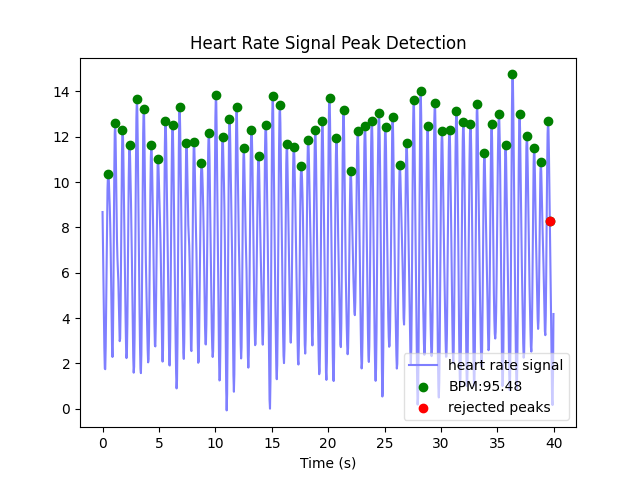 Heart Rate Signal Peak Detection
14
12
10
8
6
4
2
0
heart rate signal
BPM:95.48
rejected peaks
0 5 10 15 20 25 30 35 40
Time (s)